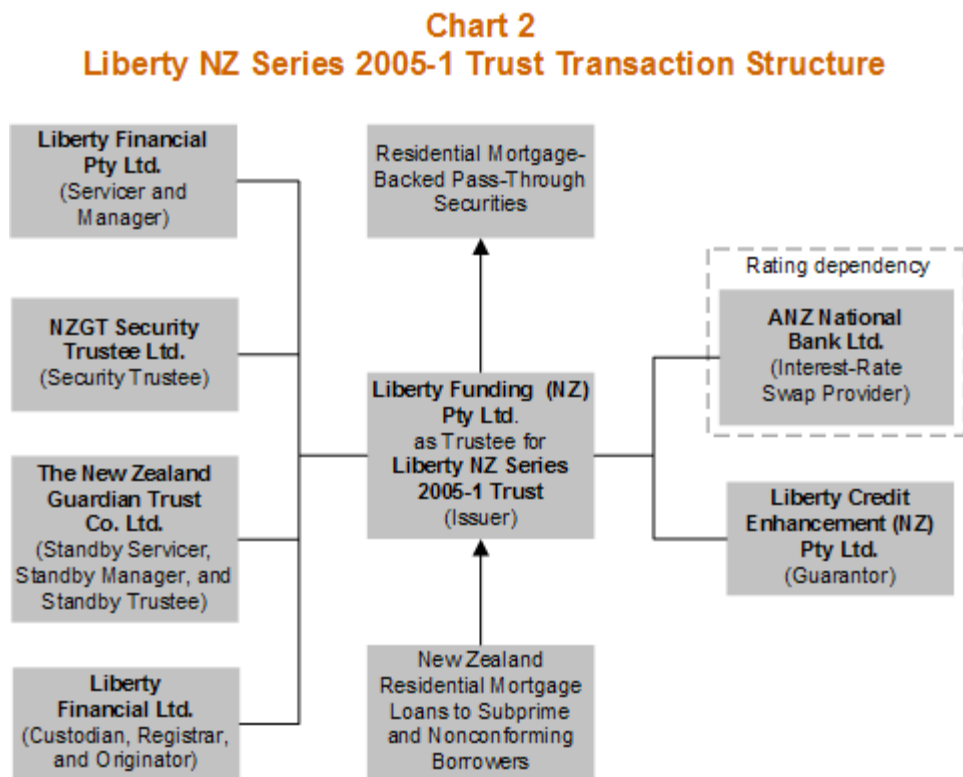 Chart 2
Liberty NZ Series 2005-1 Trust Transaction Structure
Liberty Financial
Pty Ltd.
(Servicer and
Manager)
NZGT Security
Trustee Ltd.
(Security Trustee)
The New Zealand
Guardian Trust
Co. Ltd.
(Standby Servicer,
Standby Manager, and
Standby Trustee)
Liberty
Financial Ltd.
(Custodian, Registrar,
and Originator)
Residential Mortgage-
Backed Pass-Through
Securities
Liberty Funding (NZ)
Pty Ltd.
as Trustee for
Liberty NZ Series
2005-1 Trust
(Issuer)
New Zealand
Residential Mortgage
Loans to Subprime
and Nonconforming
Borrowers
Rating dependency
ANZ National
Bank Ltd.
(Interest-Rate
Swap Provider)
Liberty Credit
Enhancement (NZ)
Pty Ltd.
(Guarantor)